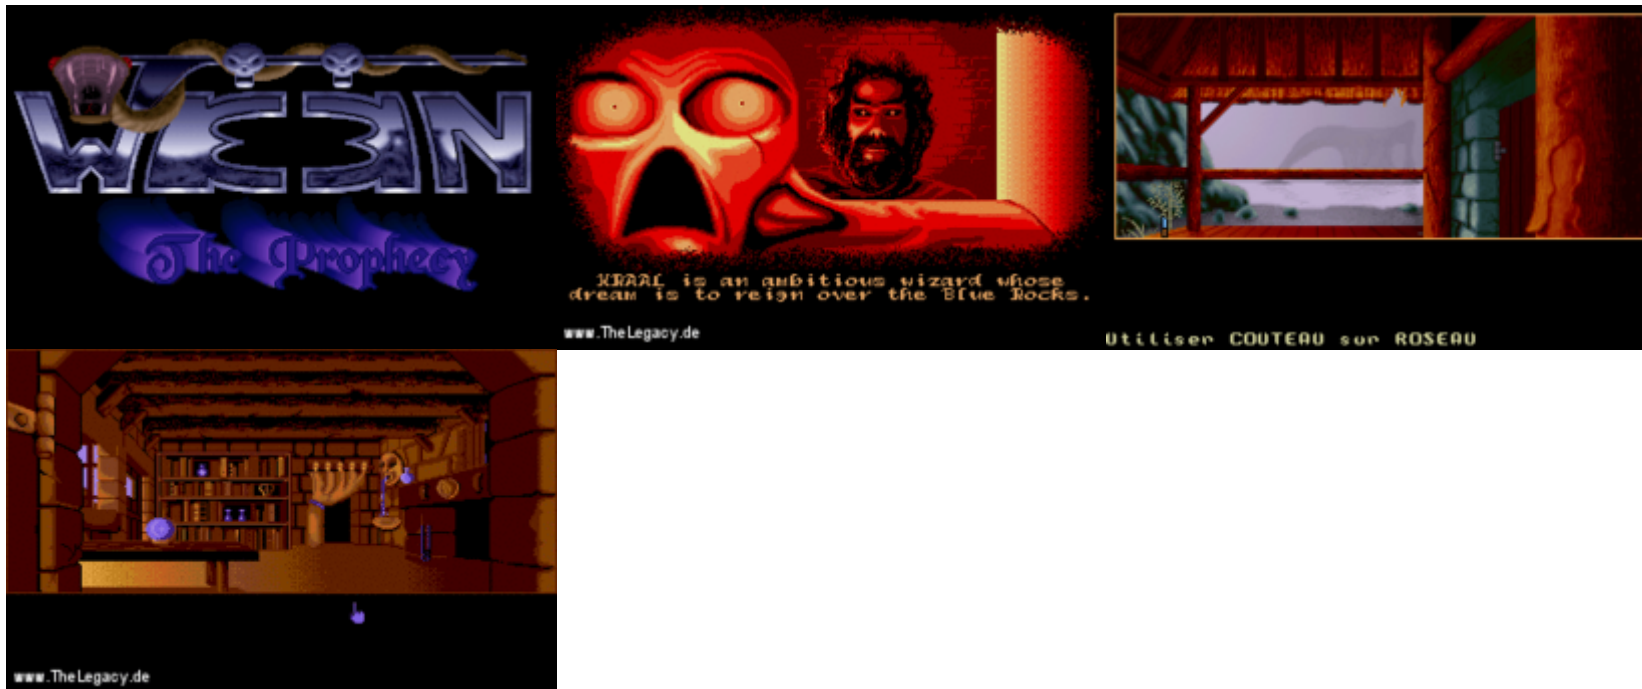 WEEN
The Prophecy
KRAAL is an ambitious wizard whose
dream is to reign over the Blue Rocks.
www.TheLegacy.de
Utiliser COUTEAU sur ROSEAU
www.TheLegacy.de